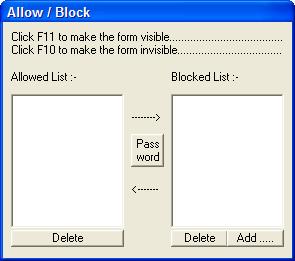 Allow / Block
Click F11 to make the form visible......................................
Click F10 to make the form invisible...................................
Allowed List :-
Blocked List :-
-------->
Pass
word
<-------
Delete
Delete
Add .....